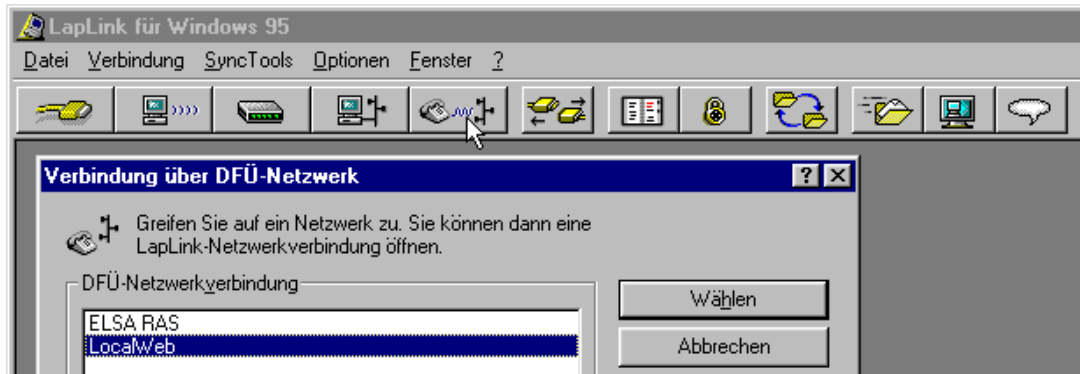 LapLink für Windows 95
Datei Verbindung SyncTools Optionen Fenster ?
Verbindung über DFÜ-Netzwerk
Greifen Sie auf ein Netzwerk zu. Sie können dann eine
LapLink-Netzwerkverbindung öffnen.
DFÜ-Netzwerkverbindung
Wählen
ELSA RAS
LocalWeb
Abbrechen